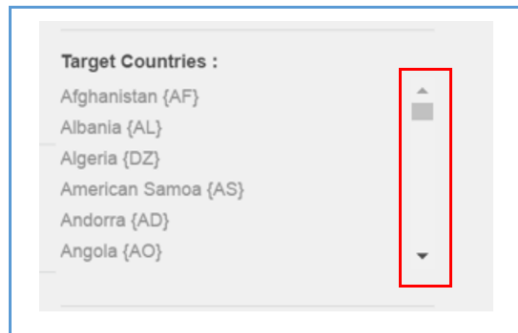 Target Countries :
Afghanistan {AF}
Albania {AL}
Algeria {DZ}
American Samoa {AS}
Andorra {AD}
Angola {AO}